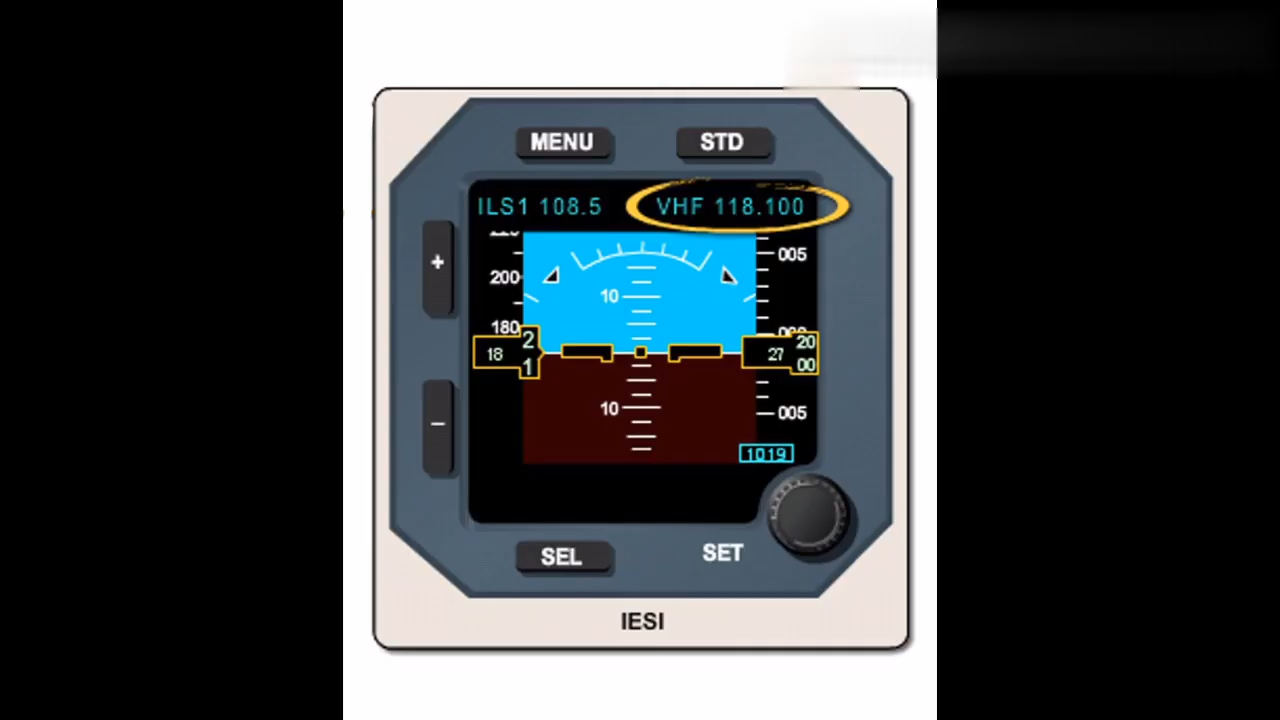 MENU STD
ILS1 108.5 VHF 118.100
005
200
10
180
2 20
18 27
1 00
10 005
1019
+
−
SEL SET
IESI